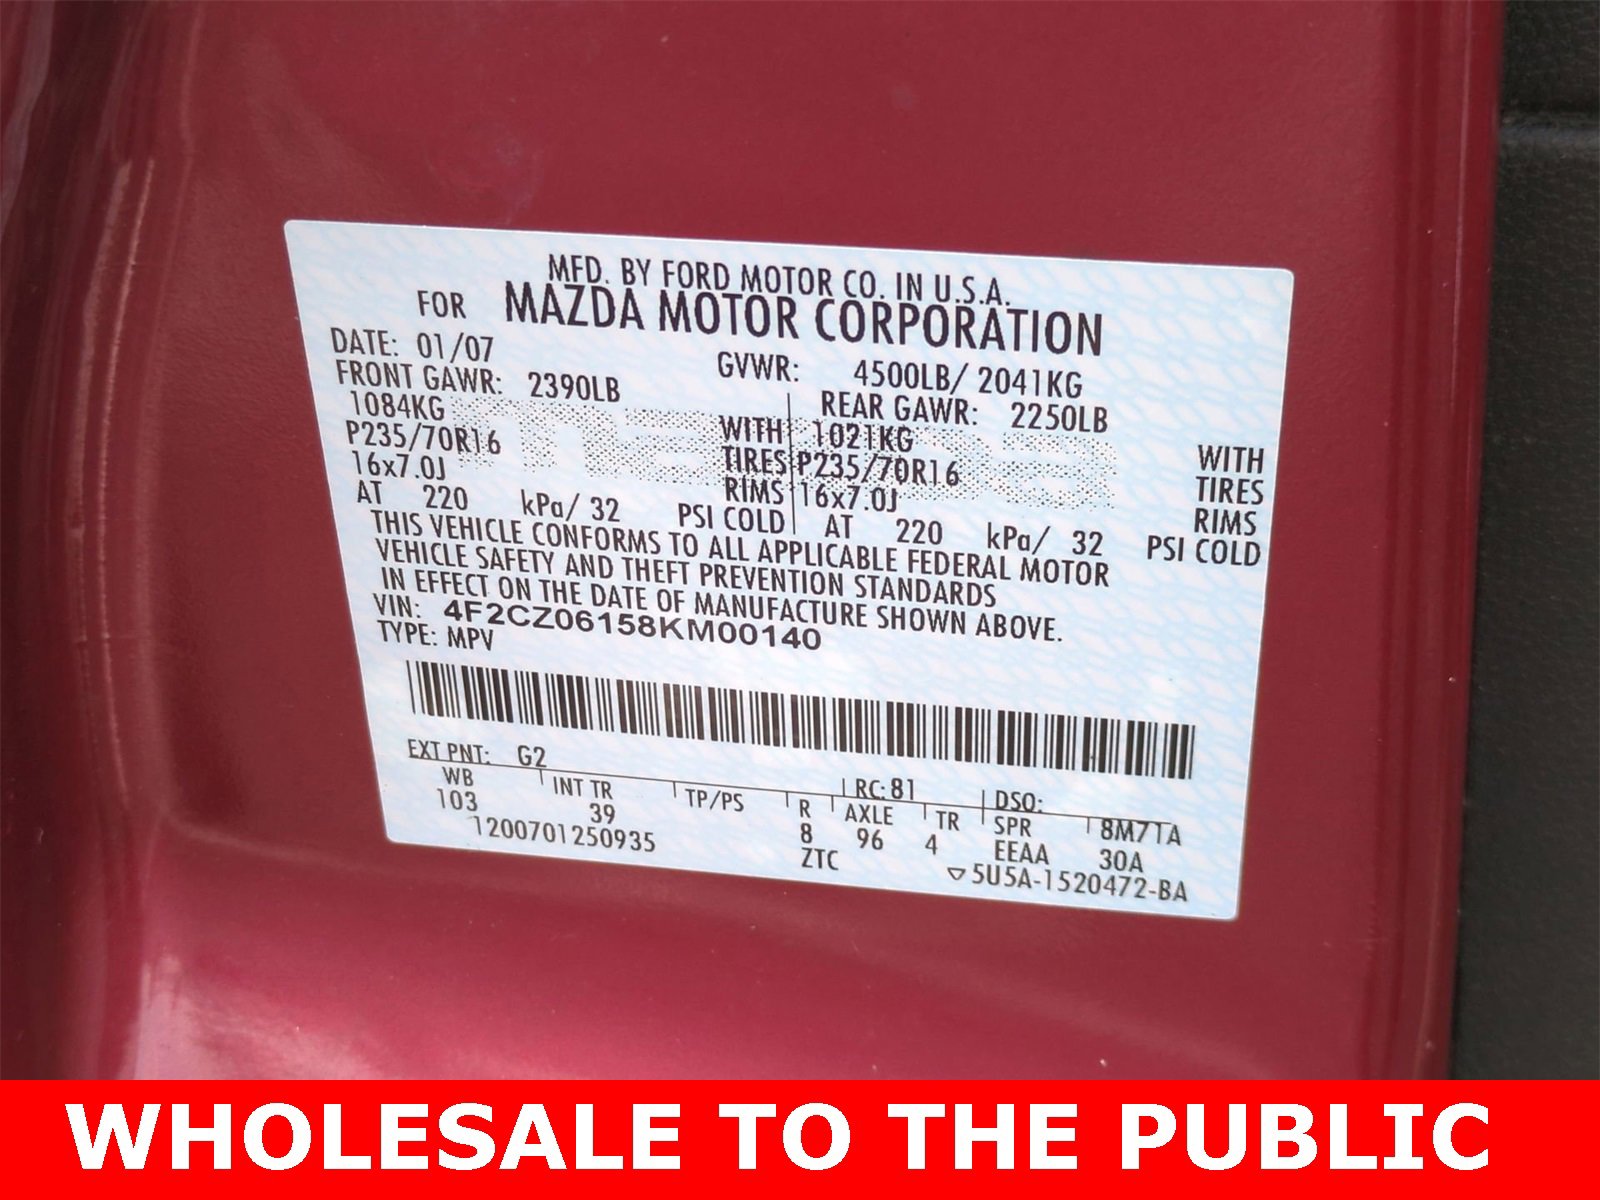 MFD. BY FORD MOTOR CO. IN U.S.A.
FOR MAZDA MOTOR CORPORATION
DATE: 01/07 GVWR: 4500LB/ 2041KG
FRONT GAWR: 2390LB REAR GAWR: 2250LB
1084KG WITH 1021KG WITH
P235/70R16 TIRES P235/70R16 TIRES
16x7.0J RIMS 16x7.0J RIMS
AT 220 kPa/ 32 PSI COLD AT 220 kPa/ 32 PSI COLD
THIS VEHICLE CONFORMS TO ALL APPLICABLE FEDERAL MOTOR
VEHICLE SAFETY AND THEFT PREVENTION STANDARDS
IN EFFECT ON THE DATE OF MANUFACTURE SHOWN ABOVE.
VIN: 4F2CZ06158KM00140
TYPE: MPV
EXT PNT: G2 RC: 81 DSO:
WB INT TR TP/PS R AXLE TR SPR 8M71A
103 39 8 96 4 EEAA 30A
1200701250935 ZTC 5U5A-1520472-BA
WHOLESALE TO THE PUBLIC